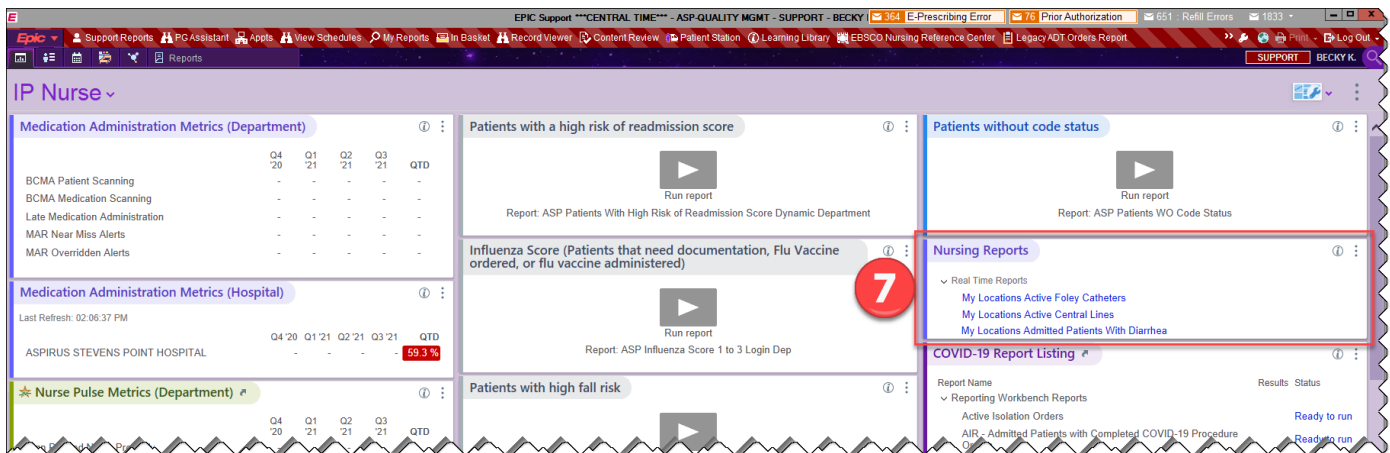 EPIC Support ***CENTRAL TIME*** - ASP-QUALITY MGMT - SUPPORT - BECKY
364 E-Prescribing Error 76 Prior Authorization 651 : Refill Errors 1833
Epic Support Reports PG Assistant Appts View Schedules My Reports In Basket Record Viewer Content Review Patient Station Learning Library EBSCO Nursing Reference Center Legacy ADT Orders Report Print Log Out
Reports SUPPORT BECKY K.
IP Nurse
Medication Administration Metrics (Department)
Q4 '20 Q1 '21 Q2 '21 Q3 '21 QTD
BCMA Patient Scanning - - - - -
BCMA Medication Scanning - - - - -
Late Medication Administration - - - - -
MAR Near Miss Alerts - - - - -
MAR Overridden Alerts - - - - -
Medication Administration Metrics (Hospital)
Last Refresh: 02:06:37 PM
Q4 '20 Q1 '21 Q2 '21 Q3 '21 QTD
ASPIRUS STEVENS POINT HOSPITAL - - - - 59.3 %
Nurse Pulse Metrics (Department)
Q4 '20 Q1 '21 Q2 '21 Q3 '21 QTD
Patients with a high risk of readmission score
Run report
Report: ASP Patients With High Risk of Readmission Score Dynamic Department
Influenza Score (Patients that need documentation, Flu Vaccine
ordered, or flu vaccine administered)
Run report
Report: ASP Influenza Score 1 to 3 Login Dep
Patients with high fall risk
Patients without code status
Run report
Report: ASP Patients WO Code Status
7
Nursing Reports
Real Time Reports
My Locations Active Foley Catheters
My Locations Active Central Lines
My Locations Admitted Patients With Diarrhea
COVID-19 Report Listing
Report Name Results Status
Reporting Workbench Reports
Active Isolation Orders Ready to run
AIR - Admitted Patients with Completed COVID-19 Procedure
Ready to run